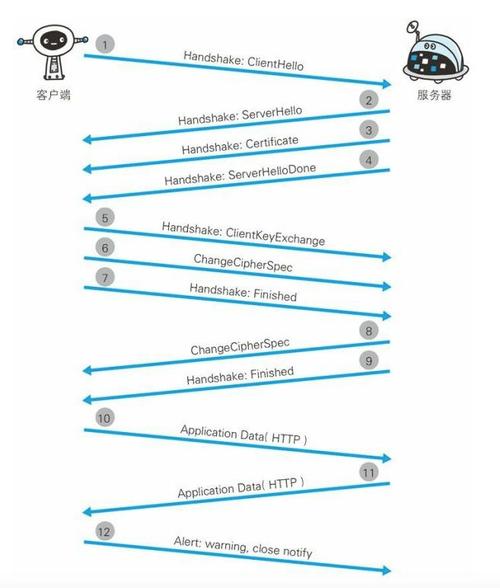 1
Handshake: ClientHello
客户端
服务器
2
Handshake: ServerHello
3
Handshake: Certificate
4
Handshake: ServerHelloDone
5
Handshake: ClientKeyExchange
6
ChangeCipherSpec
7
Handshake: Finished
8
ChangeCipherSpec
9
Handshake: Finished
10
Application Data( HTTP )
11
Application Data( HTTP )
12
Alert: warning, close notify